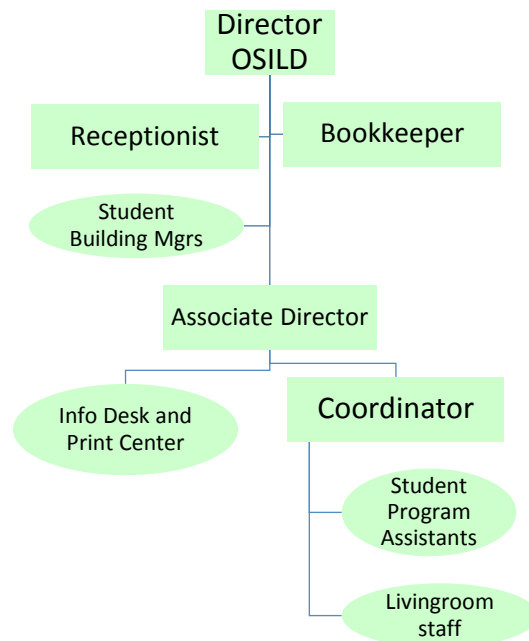 Director
OSILD
Receptionist
Bookkeeper
Student
Building Mgrs
Associate Director
Info Desk and
Print Center
Coordinator
Student
Program
Assistants
Livingroom
staff